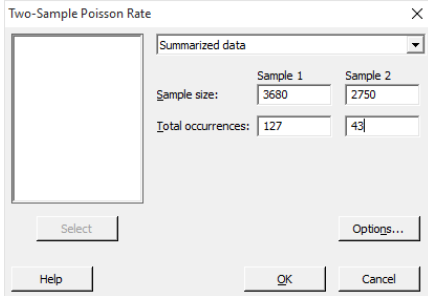 Two-Sample Poisson Rate
Summarized data
Sample 1 Sample 2
Sample size: 3680 2750
Total occurrences: 127 43
Select Options...
Help OK Cancel